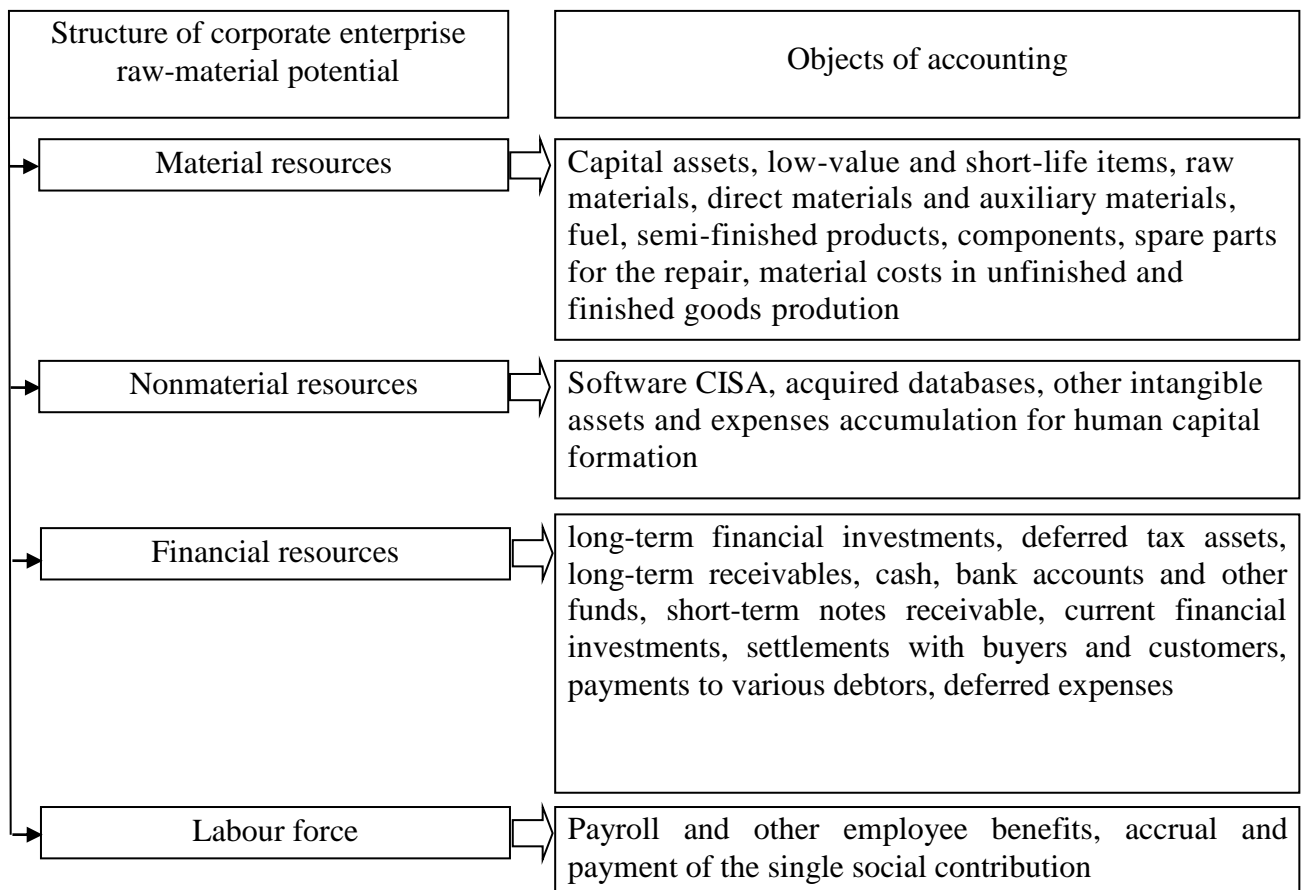 Structure of corporate enterprise
raw-material potential
Objects of accounting
Material resources
Capital assets, low-value and short-life items, raw
materials, direct materials and auxiliary materials,
fuel, semi-finished products, components, spare parts
for the repair, material costs in unfinished and
finished goods prodution
Nonmaterial resources
Software CISA, acquired databases, other intangible
assets and expenses accumulation for human capital
formation
Financial resources
long-term financial investments, deferred tax assets,
long-term receivables, cash, bank accounts and other
funds, short-term notes receivable, current financial
investments, settlements with buyers and customers,
payments to various debtors, deferred expenses
Labour force
Payroll and other employee benefits, accrual and
payment of the single social contribution